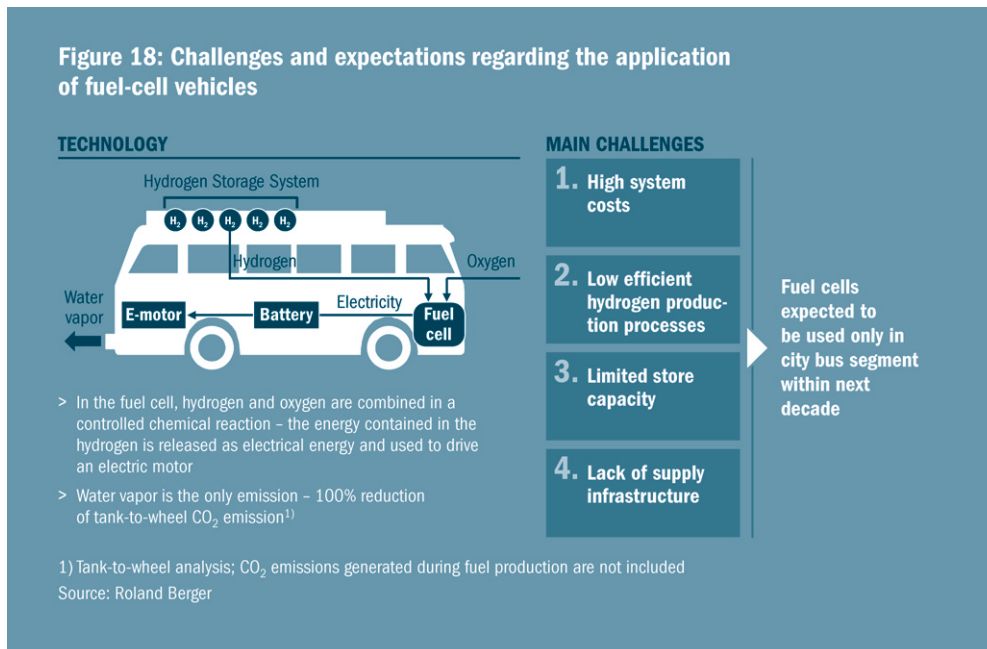 Figure 18: Challenges and expectations regarding the application
of fuel-cell vehicles
TECHNOLOGY
Hydrogen Storage System
H₂ H₂ H₂ H₂ H₂
Hydrogen
Oxygen
Water
vapor
E-motor
Battery
Electricity
Fuel
cell
> In the fuel cell, hydrogen and oxygen are combined in a
controlled chemical reaction – the energy contained in the
hydrogen is released as electrical energy and used to drive
an electric motor
> Water vapor is the only emission – 100% reduction
of tank-to-wheel CO₂ emission¹⁾
MAIN CHALLENGES
1. High system
costs
2. Low efficient
hydrogen produc-
tion processes
3. Limited store
capacity
4. Lack of supply
infrastructure
Fuel cells
expected to
be used only in
city bus segment
within next
decade
1) Tank-to-wheel analysis; CO₂ emissions generated during fuel production are not included
Source: Roland Berger